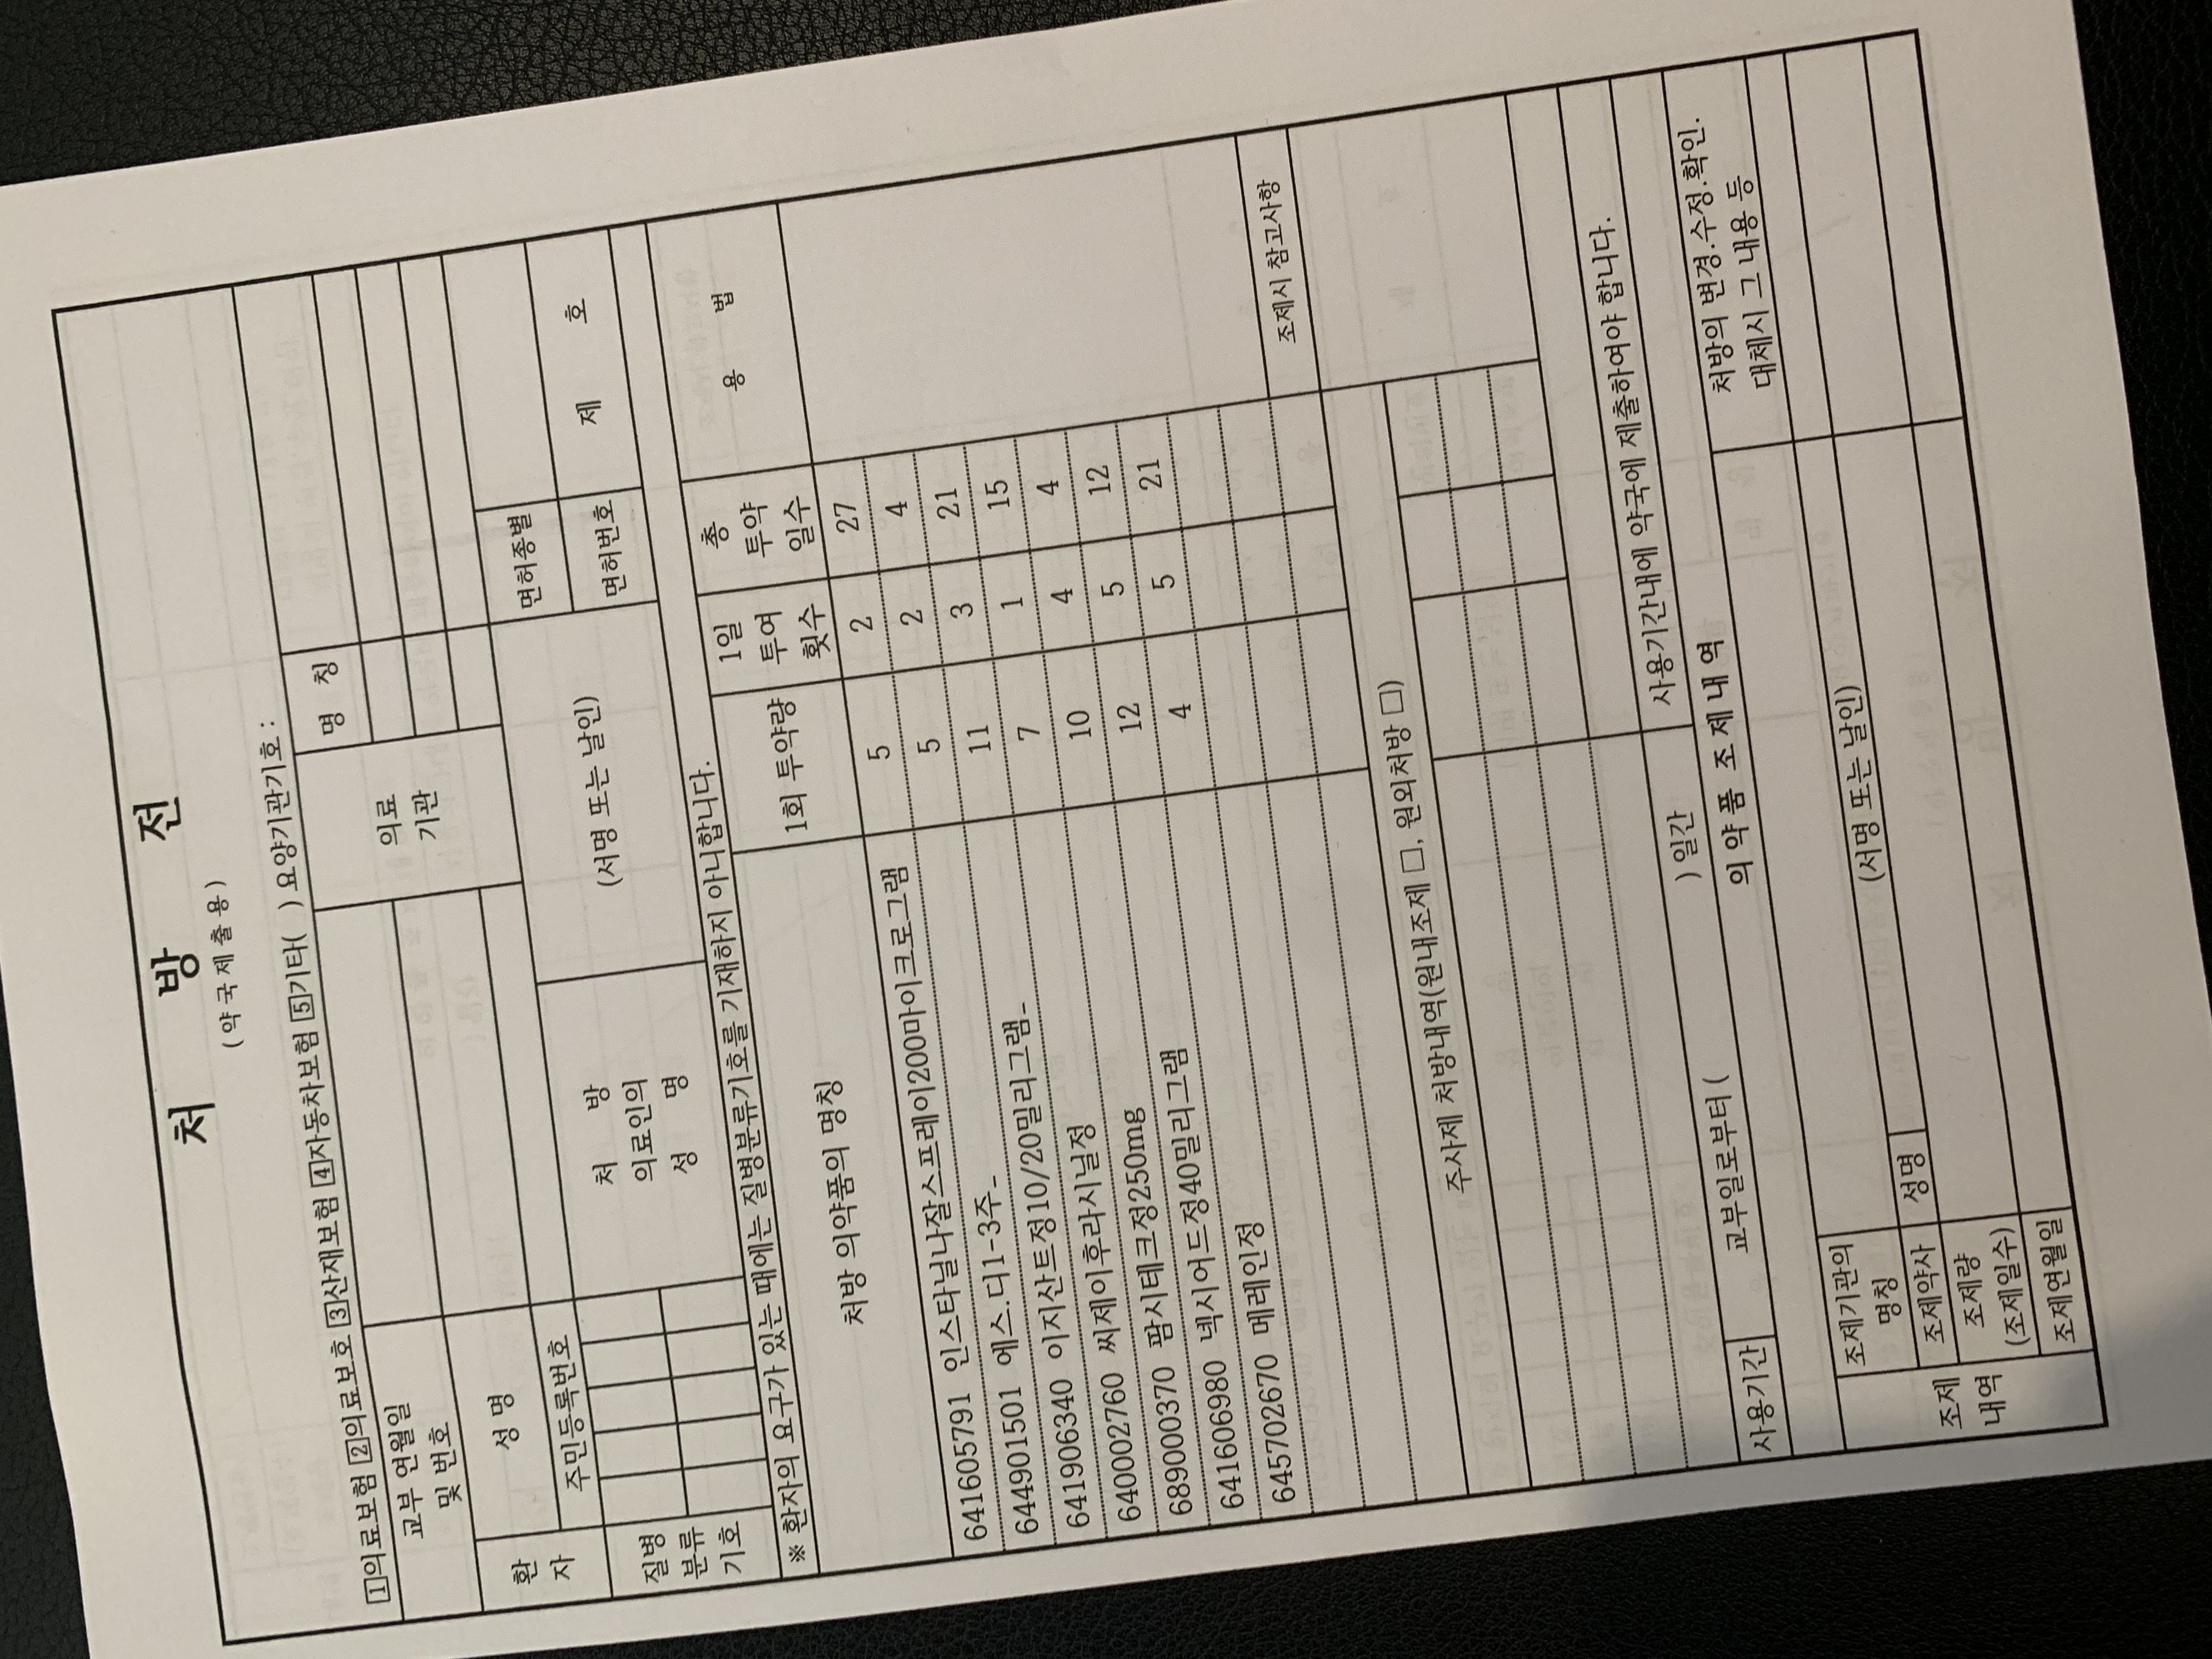 처 방 전
(약국제출용)
1의료보험 2의료보호 3산재보험 4자동차보험 5기타( ) 요양기관기호 :
교부 연월일
및 번호
의료
기관
명 칭
환
자
성 명
주민등록번호
질병
분류
기호
처 방
의료인의
성 명
(서명 또는 날인)
면허종별
면허번호
제 호
※ 환자의 요구가 있는 때에는 질병분류기호를 기재하지 아니합니다.
처방 의약품의 명칭
1회 투약량
1일
투여
횟수
총
투약
일수
용 법
641605791 인스타닐나잘스프레이200마이크로그램 5 2 27
644901501 에스.디1-3주_ 5 2 4
641906340 이지산트정10/20밀리그램_ 11 3 21
640002760 씨제이후라시닐정 7 1 15
689000370 팜시테크정250mg 10 4 4
641606980 넥시어드정40밀리그램 12 5 12
645702670 메레인정 4 5 21
조제시 참고사항
주사제 처방내역(원내조제 □, 원외처방 □)
사용기간
교부일로부터 ( ) 일간
사용기간내에 약국에 제출하여야 합니다.
의약품 조제내역
처방의 변경.수정.확인.
대체시 그 내용 등
조제
내역
조제기관의
명칭
조제약사
성명
(서명 또는 날인)
조제량
(조제일수)
조제연월일